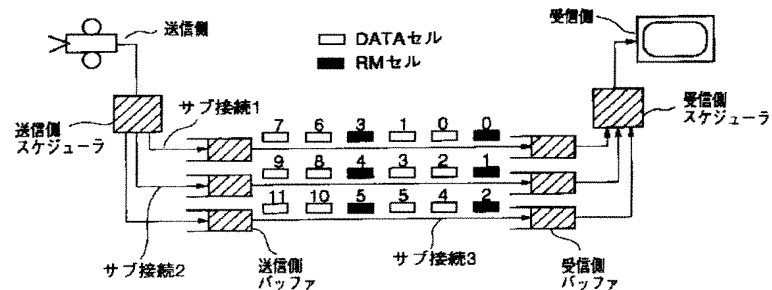 送信側
受信側
DATAセル
RMセル
送信側
スケジューラ
サブ接続1
受信側
スケジューラ
7 6 3 1 0 0
9 8 4 3 2 1
11 10 5 5 4 2
サブ接続2
送信側
バッファ
サブ接続3
受信側
バッファ